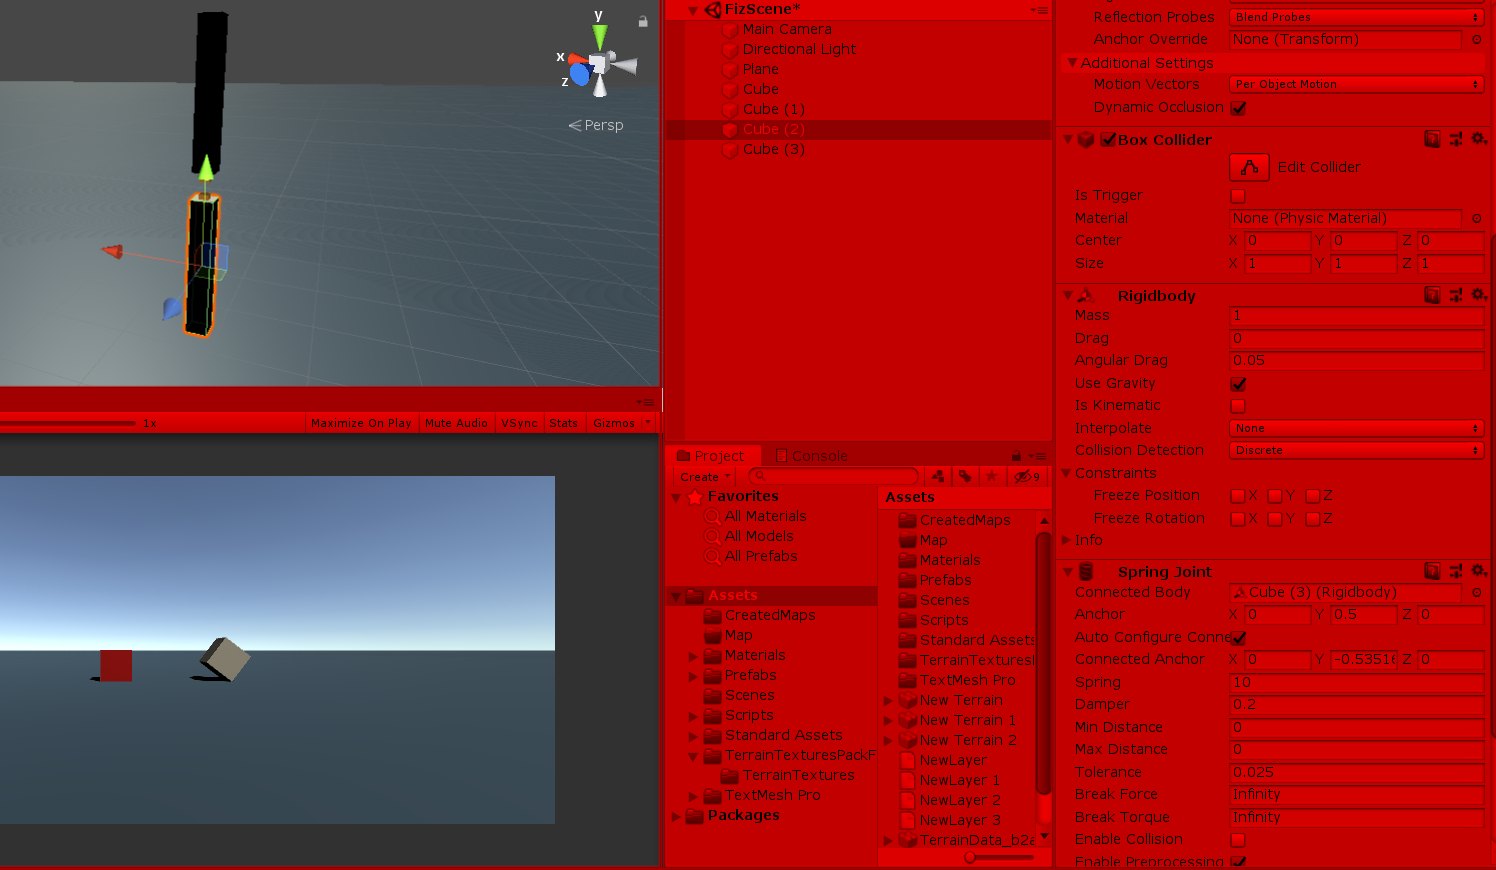 y
x
z
Persp
1x
Maximize On Play
Mute Audio
VSync
Stats
Gizmos
FizScene*
Main Camera
Directional Light
Plane
Cube
Cube (1)
Cube (2)
Cube (3)
Project
Console
Create
9
Favorites
All Materials
All Models
All Prefabs
Assets
CreatedMaps
Map
Materials
Prefabs
Scenes
Scripts
Standard Assets
TerrainTexturesPackF
TerrainTextures
TextMesh Pro
Packages
Assets
CreatedMaps
Map
Materials
Prefabs
Scenes
Scripts
Standard Assets
TerrainTextures
TextMesh Pro
New Terrain
New Terrain 1
New Terrain 2
NewLayer
NewLayer 1
NewLayer 2
NewLayer 3
TerrainData_b2a
Reflection Probes Blend Probes
Anchor Override None (Transform)
Additional Settings
Motion Vectors Per Object Motion
Dynamic Occlusion
Box Collider
Edit Collider
Is Trigger
Material None (Physic Material)
Center X 0 Y 0 Z 0
Size X 1 Y 1 Z 1
Rigidbody
Mass 1
Drag 0
Angular Drag 0.05
Use Gravity
Is Kinematic
Interpolate None
Collision Detection Discrete
Constraints
Freeze Position X Y Z
Freeze Rotation X Y Z
Info
Spring Joint
Connected Body Cube (3) (Rigidbody)
Anchor X 0 Y 0.5 Z 0
Auto Configure Conne
Connected Anchor X 0 Y -0.53516 Z 0
Spring 10
Damper 0.2
Min Distance 0
Max Distance 0
Tolerance 0.025
Break Force Infinity
Break Torque Infinity
Enable Collision
Enable Preprocessing